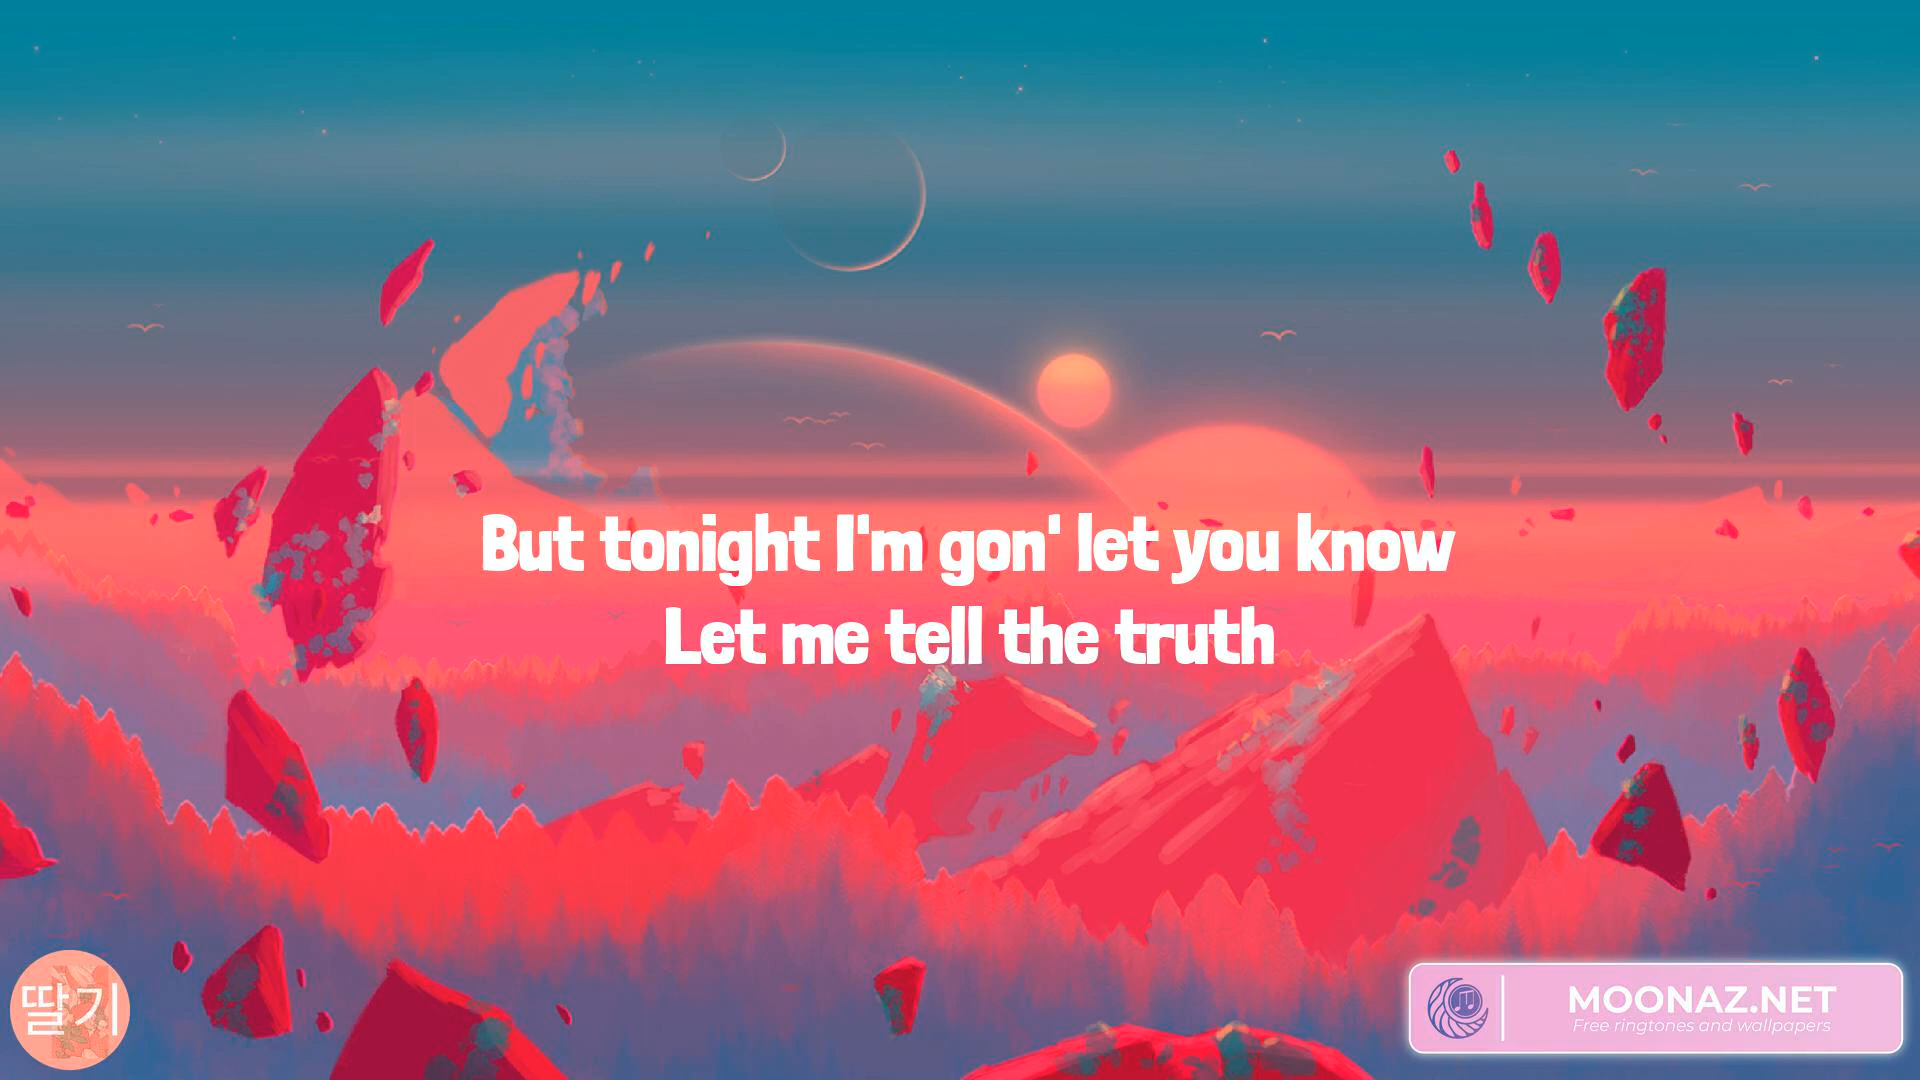 But tonight I'm gon' let you know
Let me tell the truth
딸기
MOONAZ.NET
Free ringtones and wallpapers